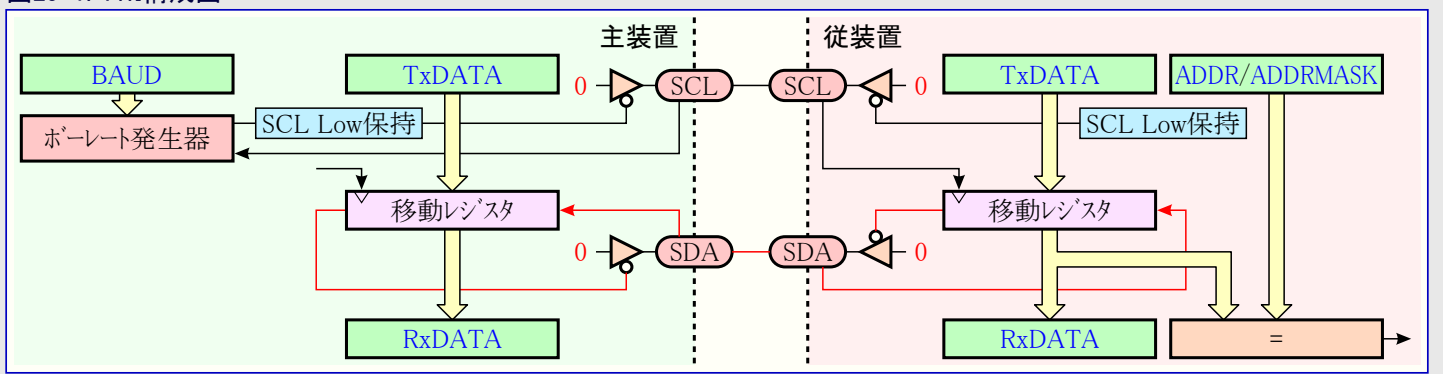 主装置 従装置
BAUD TxDATA 0 SCL SCL 0 TxDATA ADDR/ADDRMASK
ボーレート発生器 SCL Low保持 SCL Low保持
移動レジスタ 移動レジスタ
0 SDA SDA 0
RxDATA RxDATA =